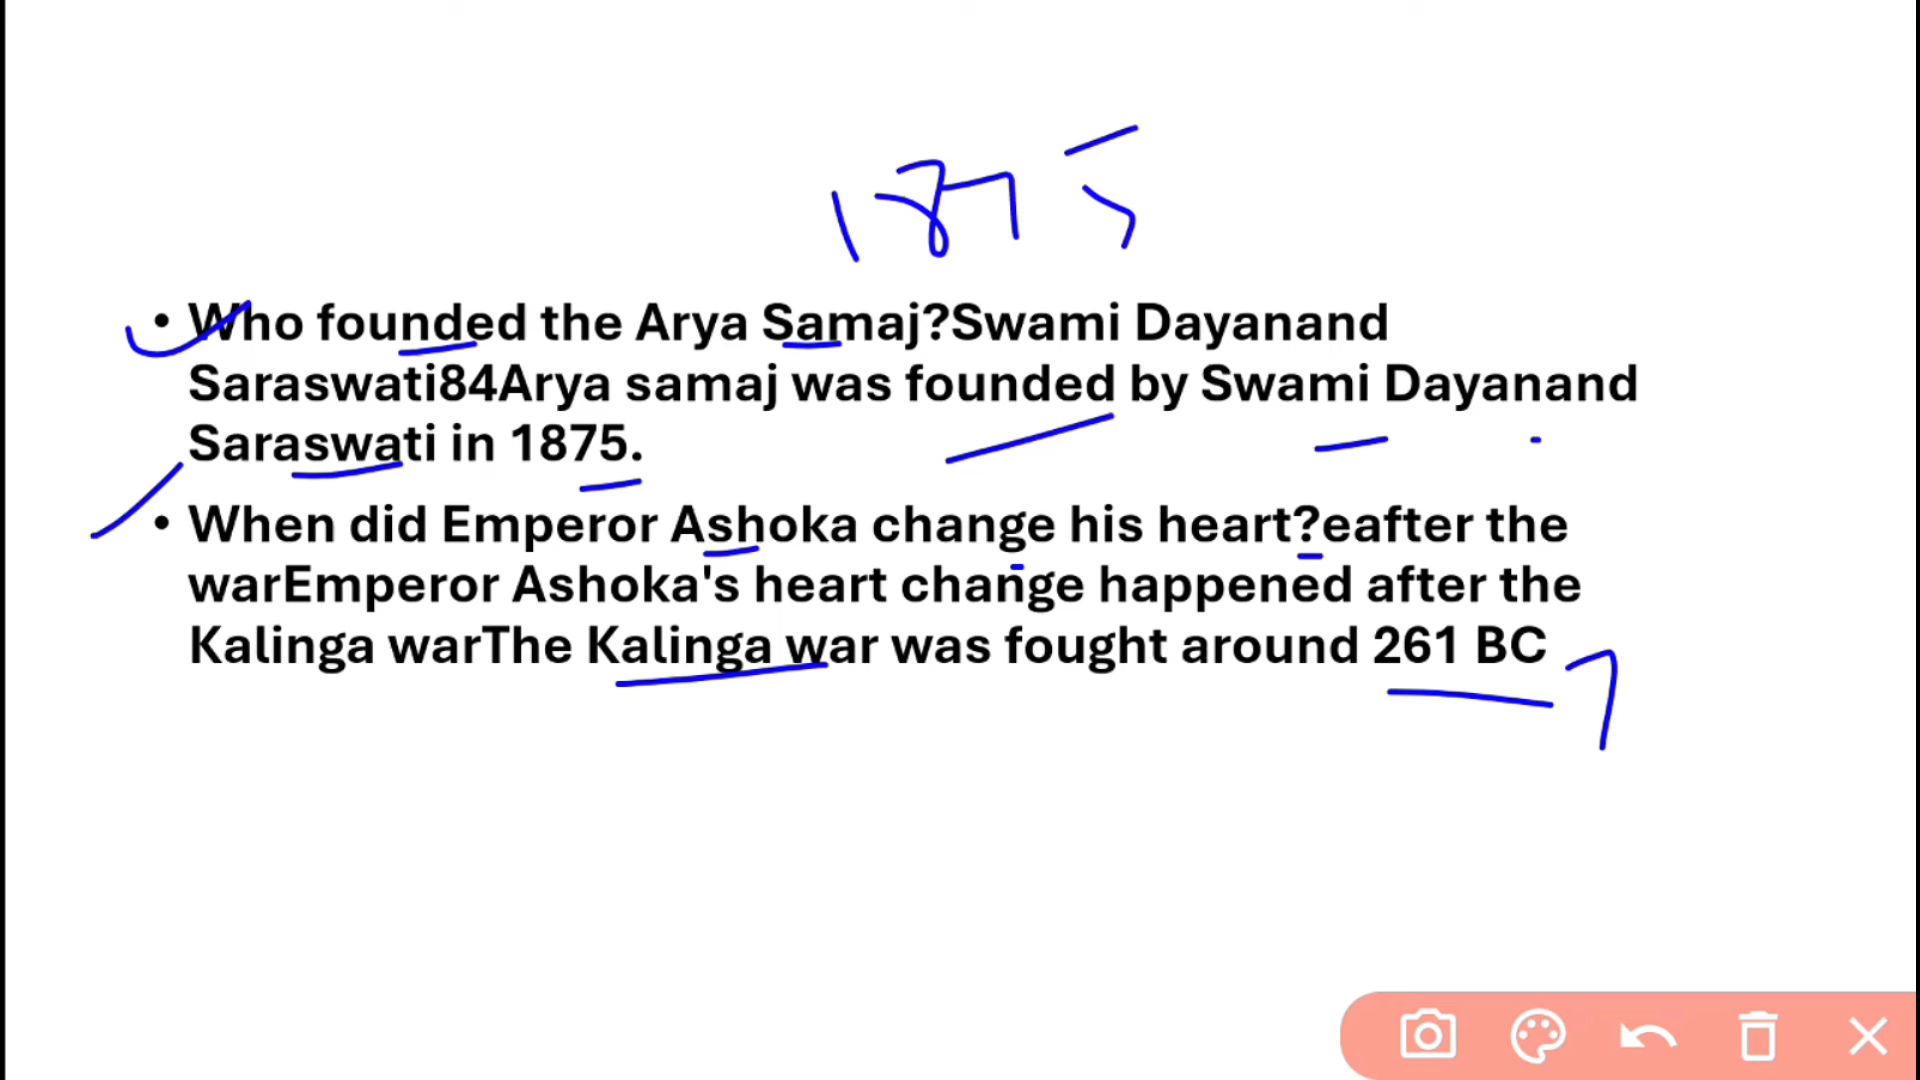 1875
• Who founded the Arya Samaj?Swami Dayanand
Saraswati84Arya samaj was founded by Swami Dayanand
Saraswati in 1875.
• When did Emperor Ashoka change his heart?eafter the
warEmperor Ashoka's heart change happened after the
Kalinga warThe Kalinga war was fought around 261 BC